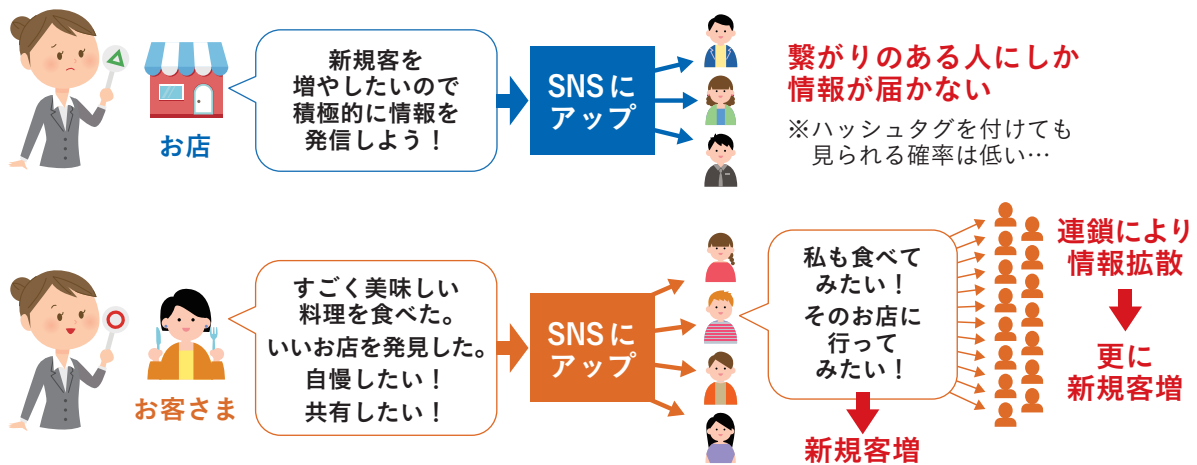 新規客を
増やしたいので
積極的に情報を
発信しよう！
お店
SNSに
アップ
繋がりのある人にしか
情報が届かない
※ハッシュタグを付けても
見られる確率は低い…
すごく美味しい
料理を食べた。
いいお店を発見した。
自慢したい！
共有したい！
お客さま
SNSに
アップ
私も食べて
みたい！
そのお店に
行って
みたい！
新規客増
連鎖により
情報拡散
更に
新規客増